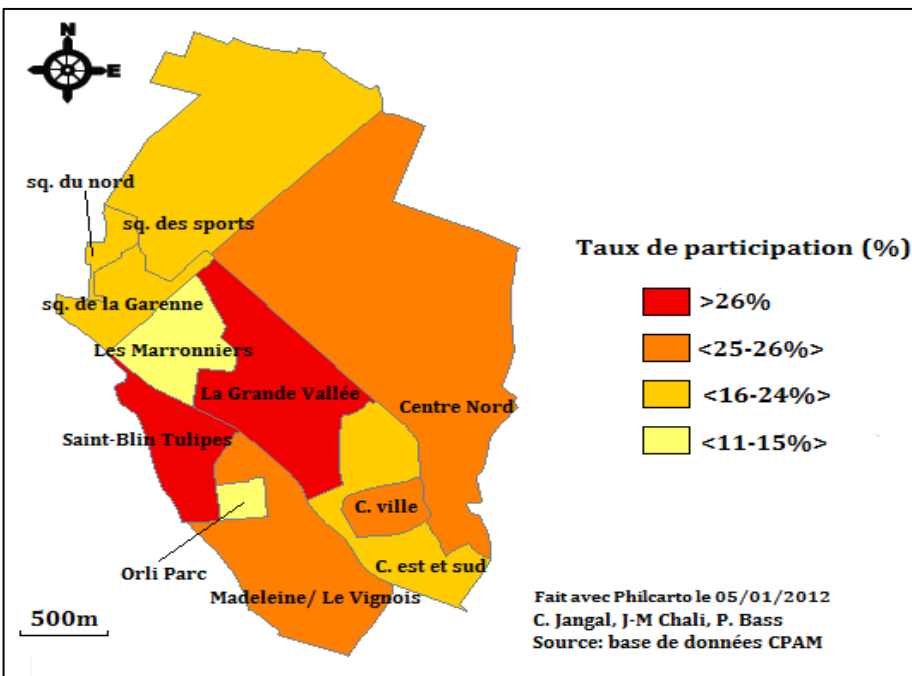 N
E
sq. du nord
sq. des sports
sq. de la Garenne
Les Marronniers
La Grande Vallée
Centre Nord
Saint-Blin Tulipes
C. ville
C. est et sud
Orli Parc
Madeleine/ Le Vignois
500m
Taux de participation (%)
>26%
<25-26%>
<16-24%>
<11-15%>
Fait avec Philcarto le 05/01/2012
C. Jangal, J-M Chali, P. Bass
Source: base de données CPAM